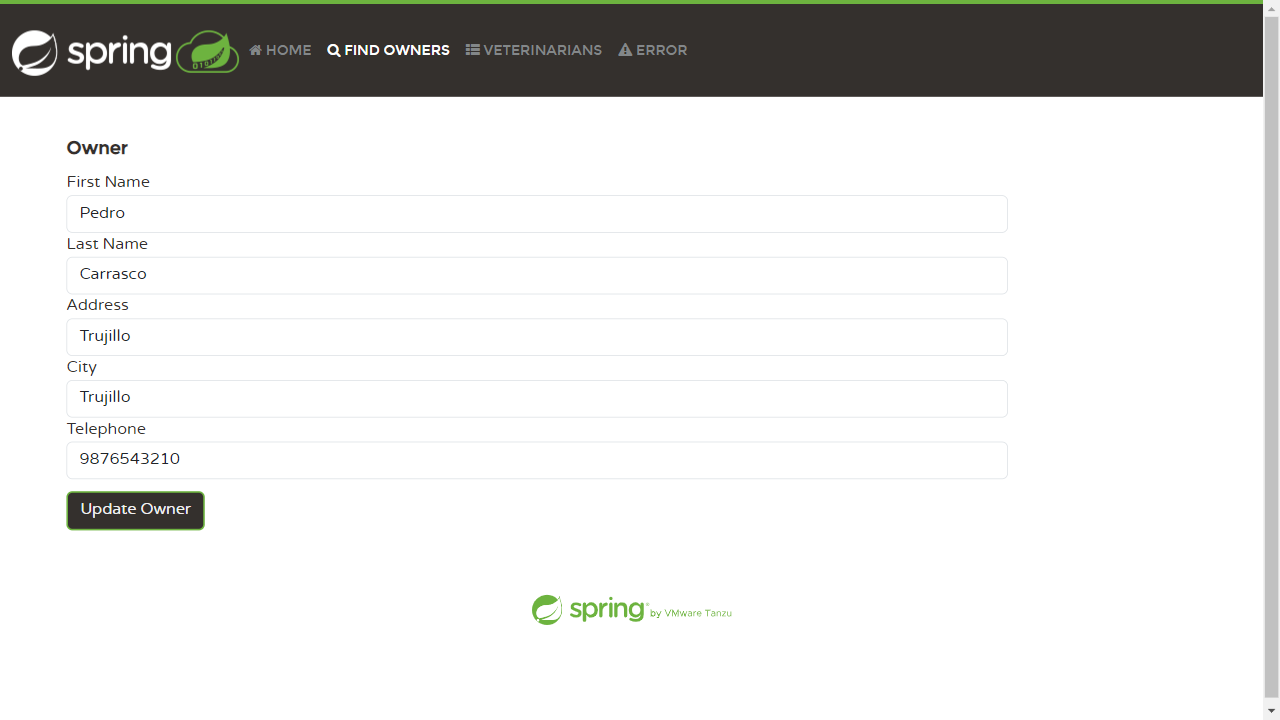 spring HOME FIND OWNERS VETERINARIANS ERROR
Owner
First Name
Pedro
Last Name
Carrasco
Address
Trujillo
City
Trujillo
Telephone
9876543210
Update Owner
spring by VMware Tanzu